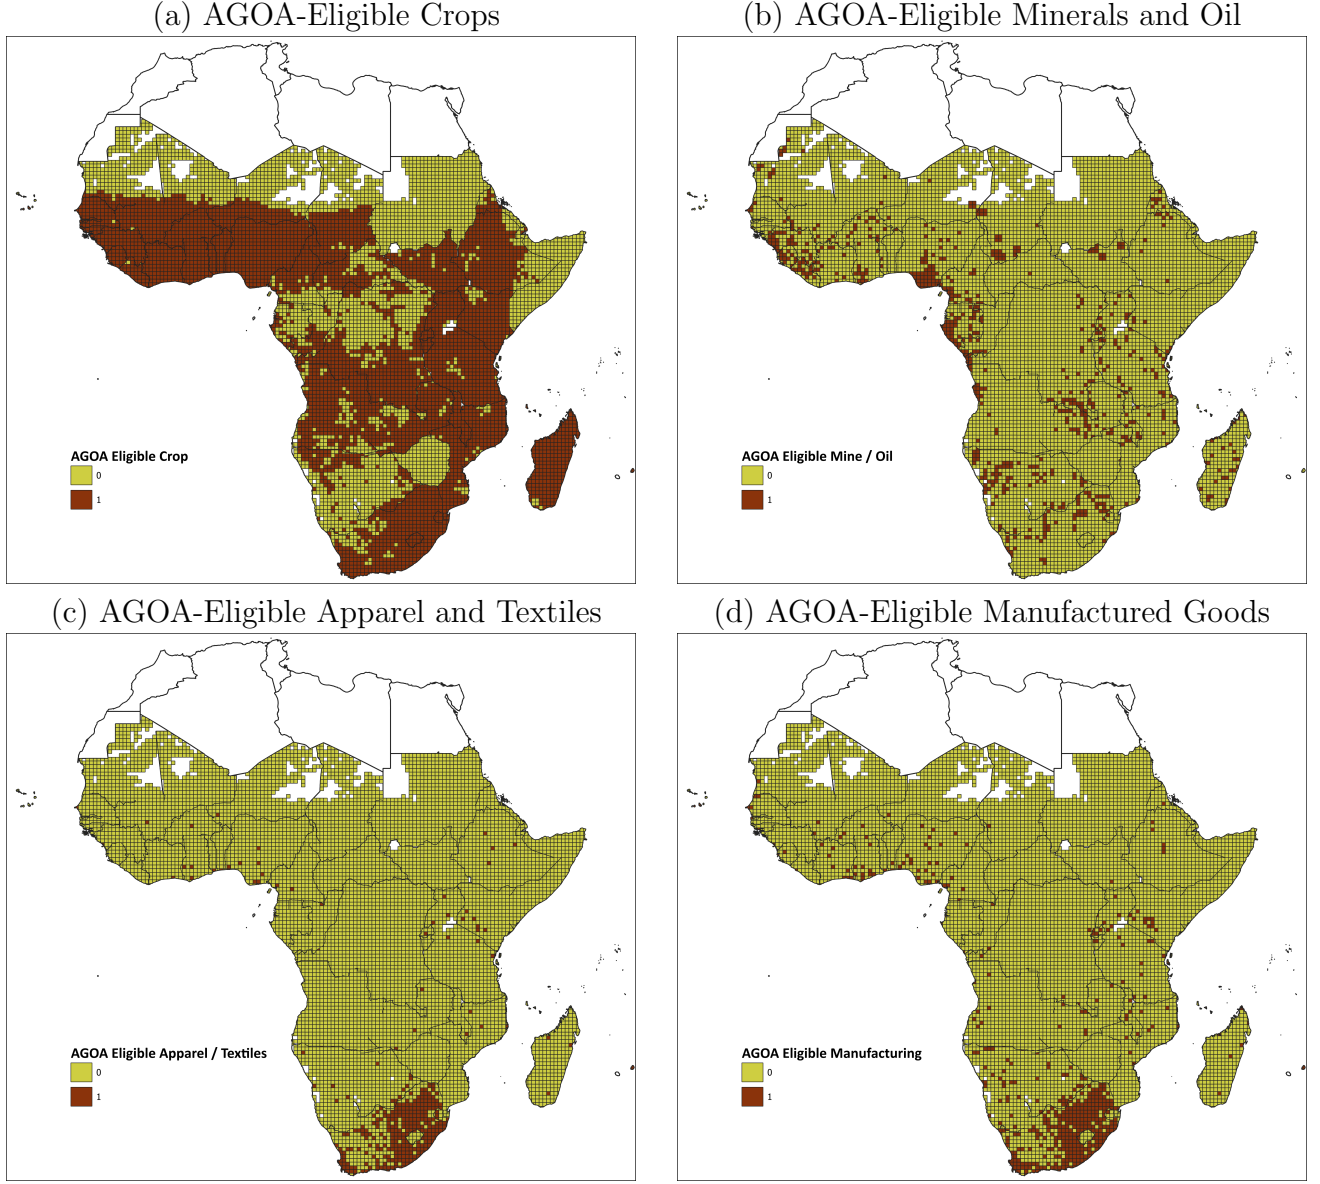 (a) AGOA-Eligible Crops
(b) AGOA-Eligible Minerals and Oil
AGOA Eligible Crop
0
1
AGOA Eligible Mine / Oil
0
1
(c) AGOA-Eligible Apparel and Textiles
(d) AGOA-Eligible Manufactured Goods
AGOA Eligible Apparel / Textiles
0
1
AGOA Eligible Manufacturing
0
1